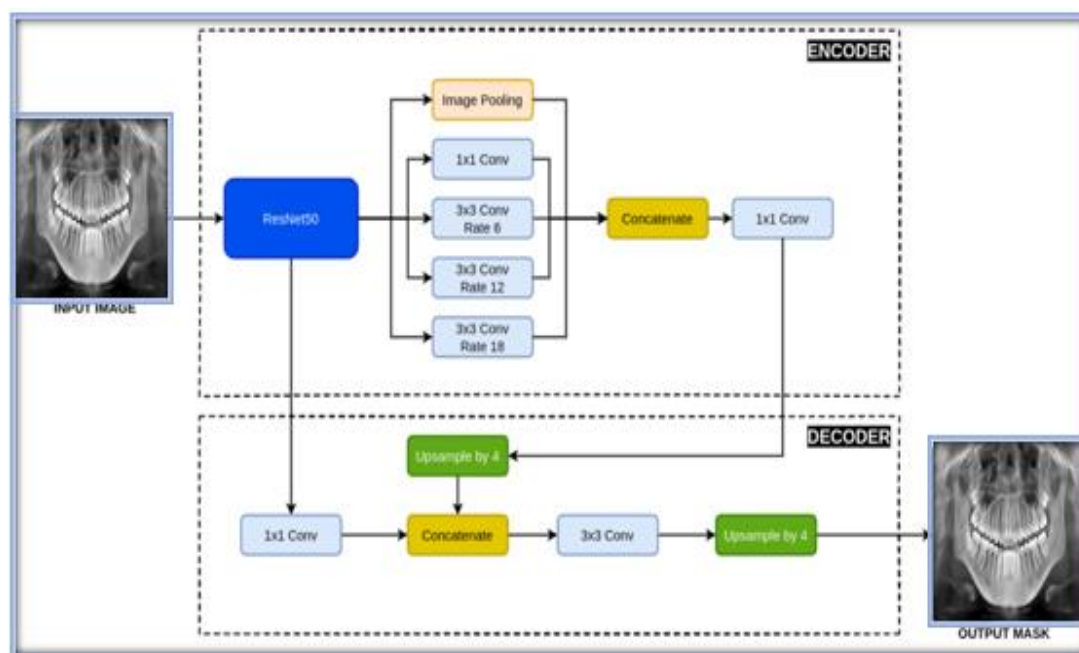 ENCODER
Image Pooling
1x1 Conv
ResNet50
3x3 Conv
Rate 6
Concatenate
1x1 Conv
3x3 Conv
Rate 12
INPUT IMAGE
3x3 Conv
Rate 18
DECODER
Upsample by 4
1x1 Conv
Concatenate
3x3 Conv
Upsample by 4
OUTPUT MASK